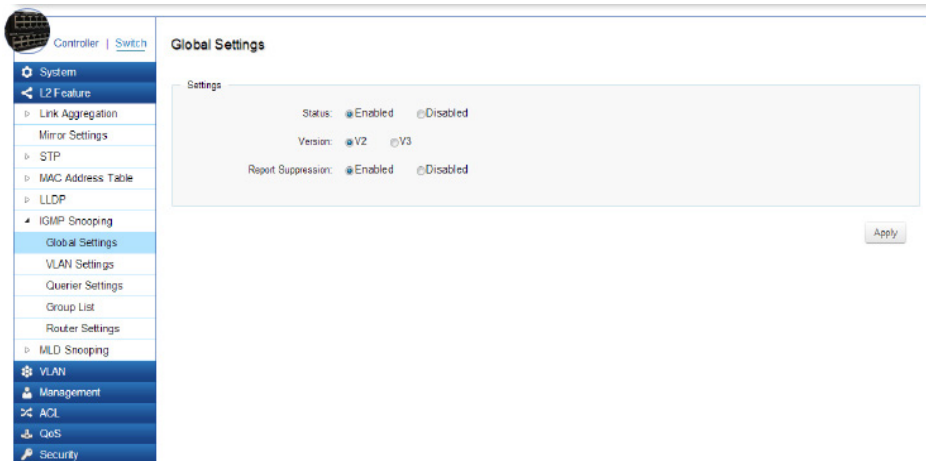 Controller | Switch
Global Settings
System
L2 Feature
Link Aggregation
Mirror Settings
STP
MAC Address Table
LLDP
IGMP Snooping
Global Settings
VLAN Settings
Querier Settings
Group List
Router Settings
MLD Snooping
VLAN
Management
ACL
QoS
Security
Settings
Status: Enabled Disabled
Version: V2 V3
Report Suppression: Enabled Disabled
Apply